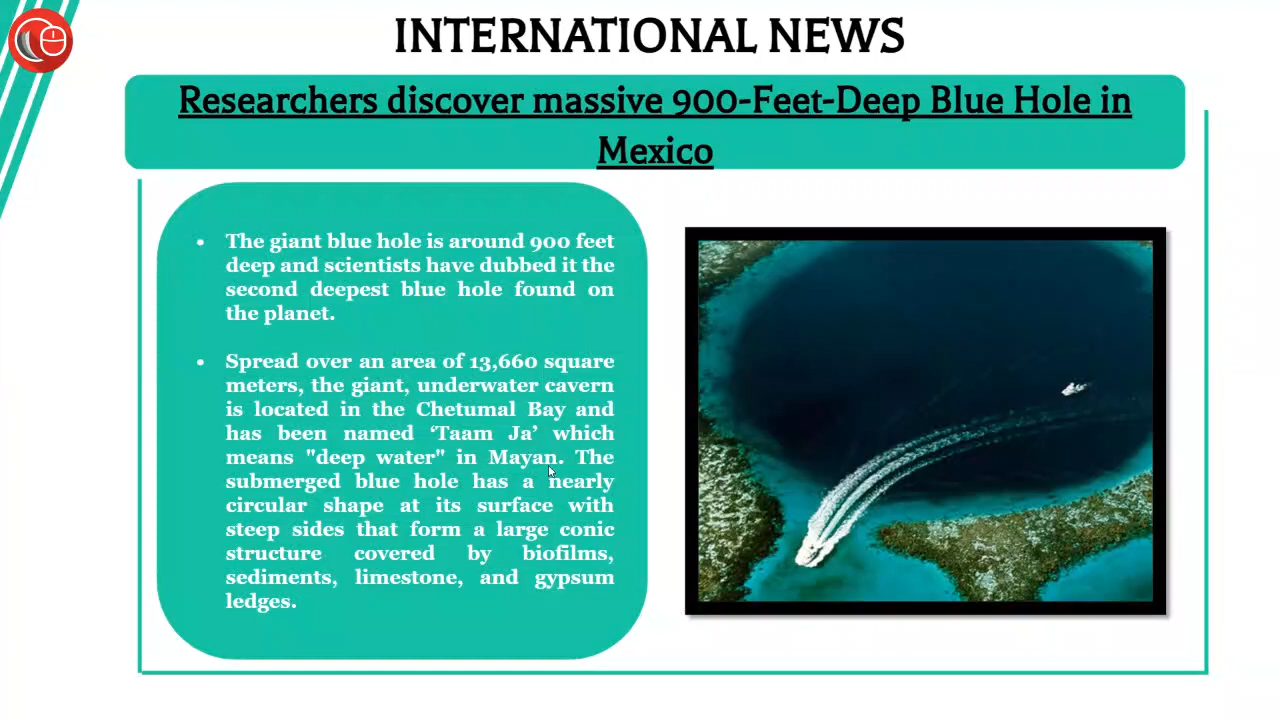 INTERNATIONAL NEWS
Researchers discover massive 900-Feet-Deep Blue Hole in
Mexico
• The giant blue hole is around 900 feet
deep and scientists have dubbed it the
second deepest blue hole found on
the planet.
• Spread over an area of 13,660 square
meters, the giant, underwater cavern
is located in the Chetumal Bay and
has been named ‘Taam Ja’ which
means "deep water" in Mayan. The
submerged blue hole has a nearly
circular shape at its surface with
steep sides that form a large conic
structure covered by biofilms,
sediments, limestone, and gypsum
ledges.